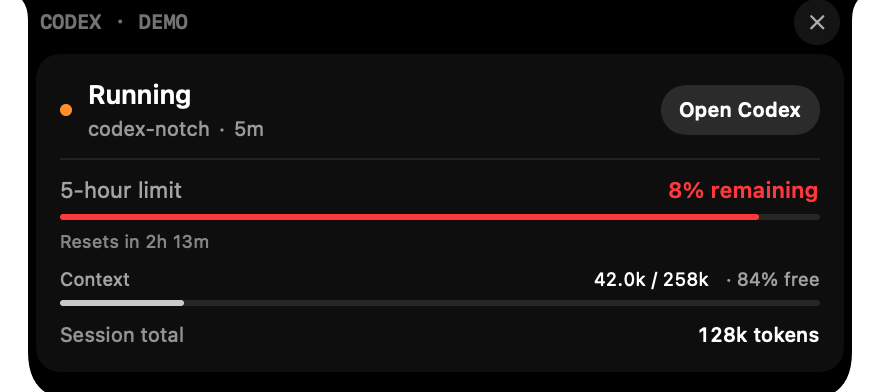 CODEX · DEMO
Running
codex-notch · 5m
Open Codex
5-hour limit 8% remaining
Resets in 2h 13m
Context 42.0k / 258k · 84% free
Session total 128k tokens